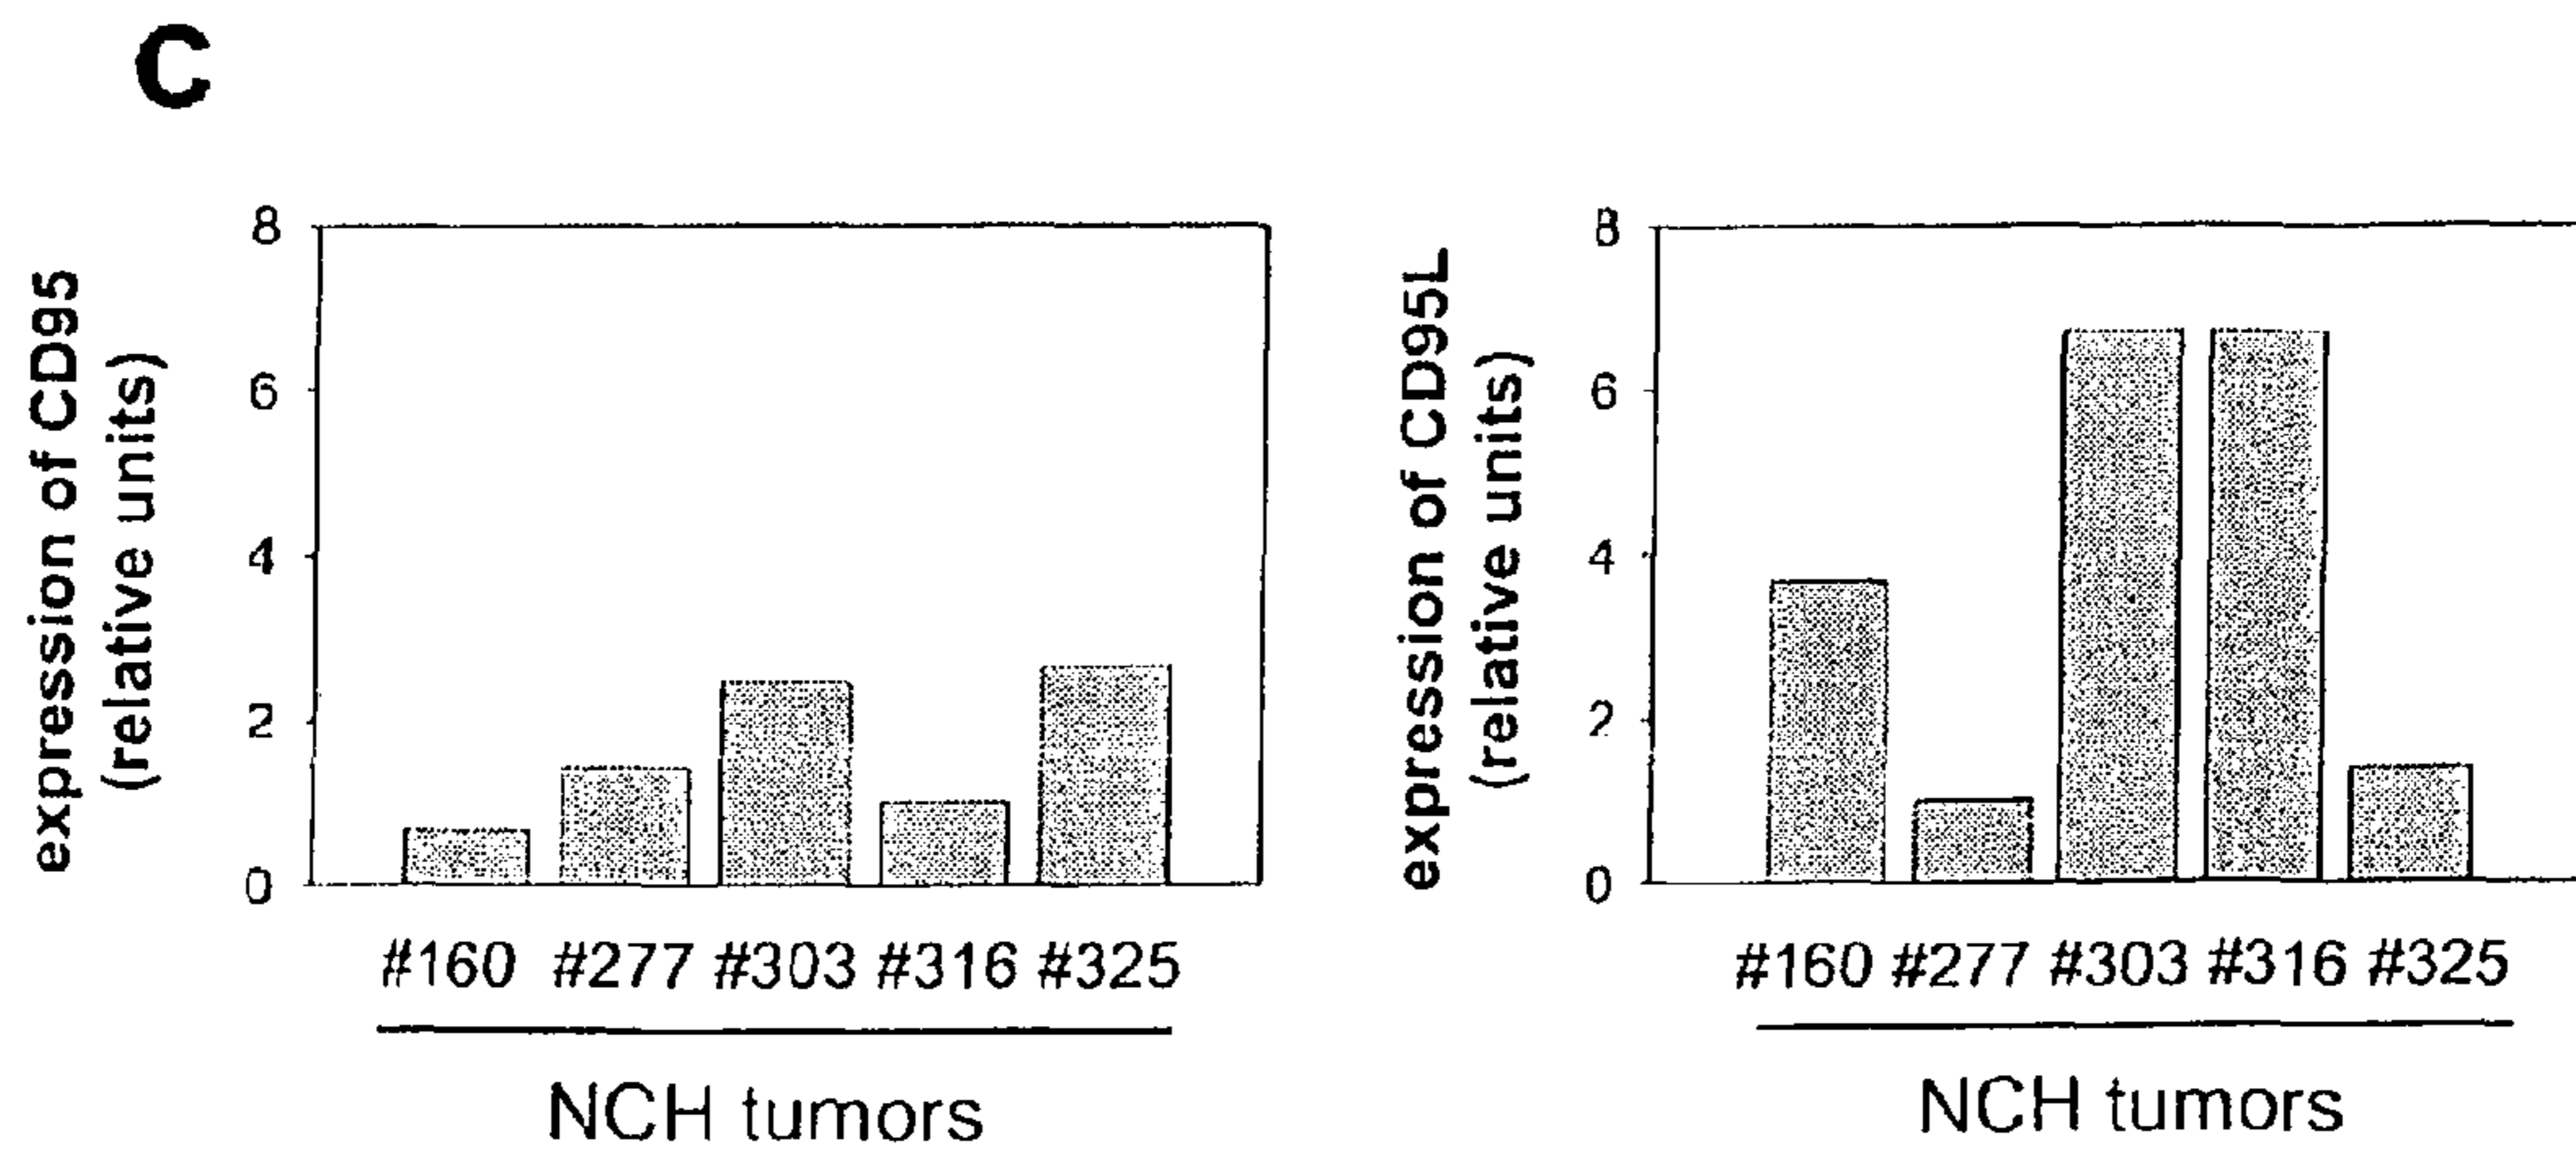 C
expression of CD95
(relative units)
8
6
4
2
0
#160 #277 #303 #316 #325
NCH tumors
expression of CD95L
(relative units)
8
6
4
2
0
#160 #277 #303 #316 #325
NCH tumors